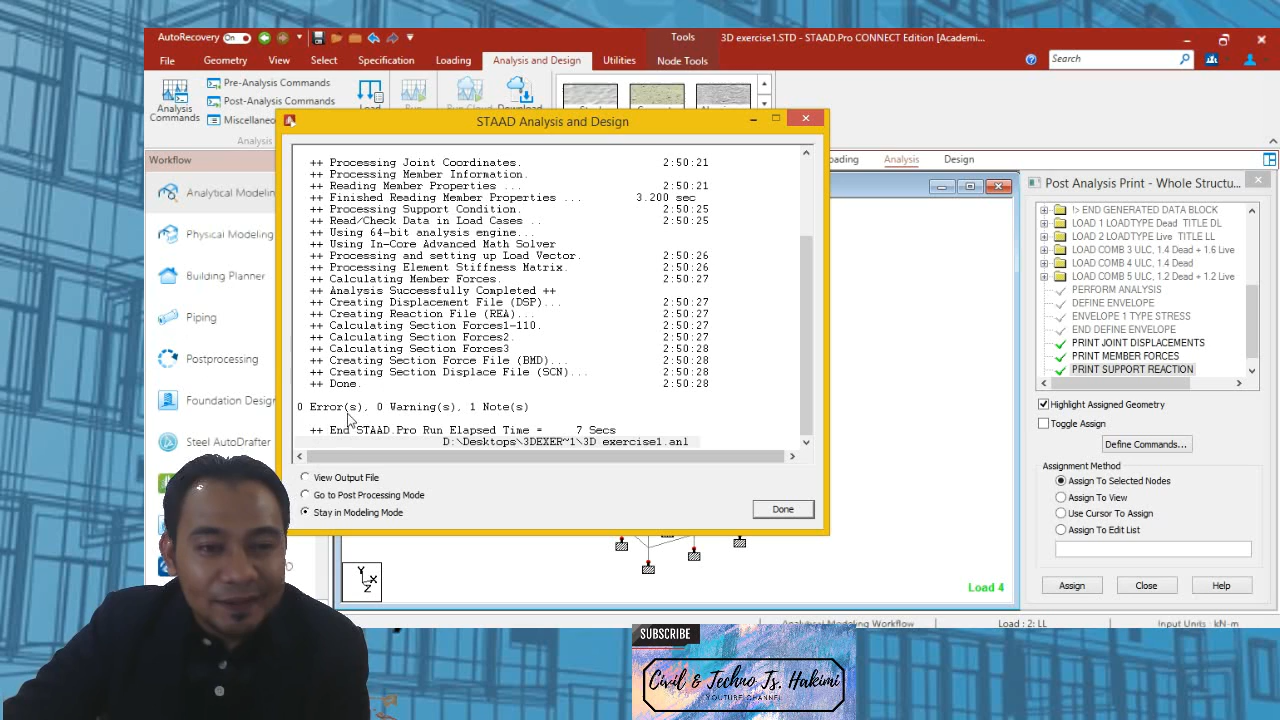 AutoRecovery On
Tools
3D exercise1.STD - STAAD.Pro CONNECT Edition [Academi...
File Geometry View Select Specification Loading Analysis and Design Utilities Node Tools Search
Analysis Commands
Pre-Analysis Commands
Post-Analysis Commands
Miscellaneou
Load
Run
Run Cloud
Download
Analysis
Workflow
oading Analysis Design
Analytical Modelin
Physical Modeling
Building Planner
Piping
Postprocessing
Foundation Desig
Steel AutoDrafter
STAAD Analysis and Design
++ Processing Joint Coordinates. 2:50:21
++ Processing Member Information.
++ Reading Member Properties ... 2:50:21
++ Finished Reading Member Properties ... 3.200 sec
++ Processing Support Condition. 2:50:25
++ Read/Check Data in Load Cases .. 2:50:25
++ Using 64-bit analysis engine...
++ Using In-Core Advanced Math Solver
++ Processing and setting up Load Vector. 2:50:26
++ Processing Element Stiffness Matrix. 2:50:26
++ Calculating Member Forces. 2:50:27
++ Analysis Successfully Completed ++
++ Creating Displacement File (DSP)... 2:50:27
++ Creating Reaction File (REA)... 2:50:27
++ Calculating Section Forces1-110. 2:50:27
++ Calculating Section Forces2. 2:50:27
++ Calculating Section Forces3 2:50:28
++ Creating Section Force File (BMD)... 2:50:28
++ Creating Section Displace File (SCN)... 2:50:28
++ Done. 2:50:28
0 Error(s), 0 Warning(s), 1 Note(s)
++ End STAAD.Pro Run Elapsed Time = 7 Secs
D:\Desktops\3DEXER~1\3D exercise1.anl
View Output File
Go to Post Processing Mode
Stay in Modeling Mode
Done
Post Analysis Print - Whole Structu...
!> END GENERATED DATA BLOCK
LOAD 1 LOADTYPE Dead TITLE DL
LOAD 2 LOADTYPE Live TITLE LL
LOAD COMB 3 ULC, 1.4 Dead + 1.6 Live
LOAD COMB 4 ULC, 1.4 Dead
LOAD COMB 5 ULC, 1.2 Dead + 1.2 Live
PERFORM ANALYSIS
DEFINE ENVELOPE
ENVELOPE 1 TYPE STRESS
END DEFINE ENVELOPE
PRINT JOINT DISPLACEMENTS
PRINT MEMBER FORCES
PRINT SUPPORT REACTION
Highlight Assigned Geometry
Toggle Assign
Define Commands...
Assignment Method
Assign To Selected Nodes
Assign To View
Use Cursor To Assign
Assign To Edit List
Assign Close Help
Y
X
Z
Load 4
Load : 2: LL
Input Units : kN-m
SUBSCRIBE
Civil & Techno Ts. Hakimi
YOUTUBE CHANNEL